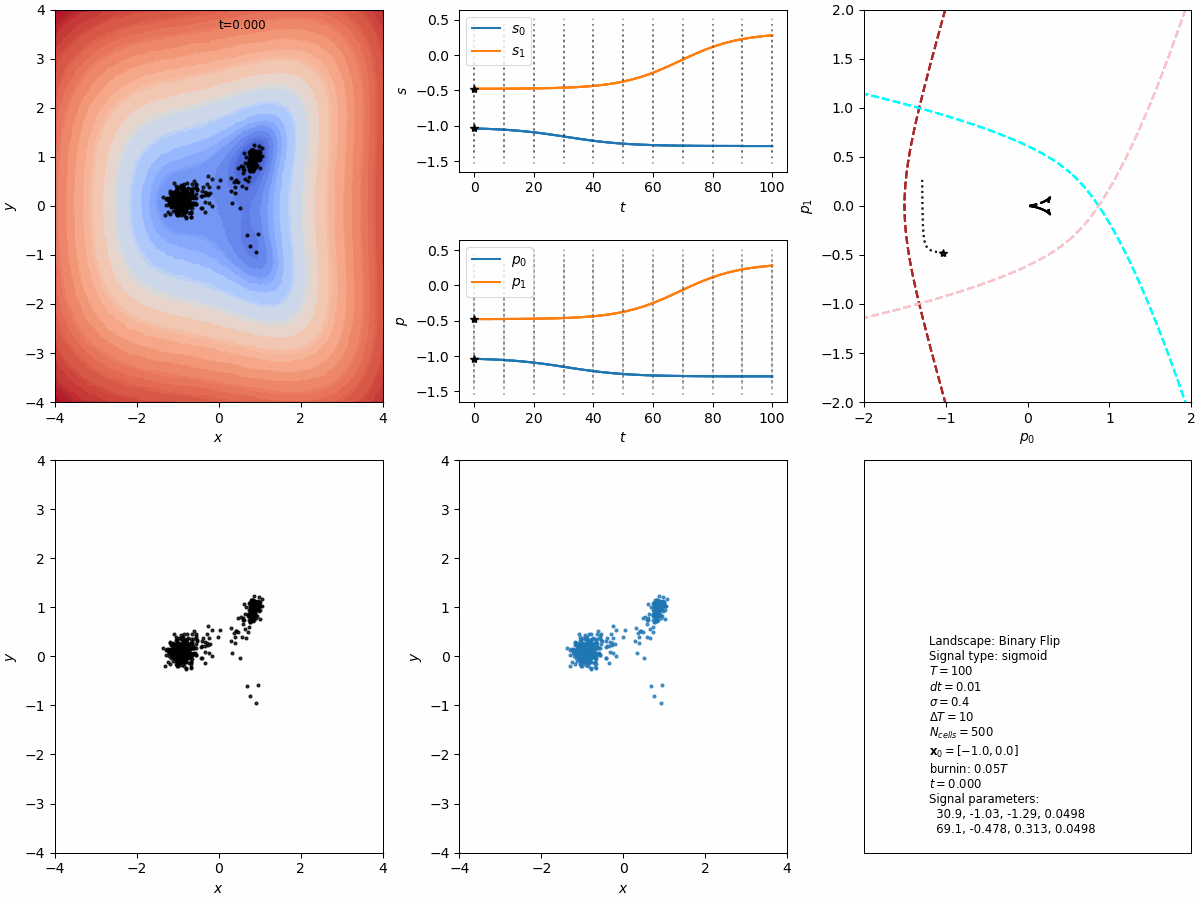 t=0.000
4
3
2
1
0
−1
−2
−3
−4
y
−4
−2
0
2
4
x
0.5
0.0
−0.5
−1.0
−1.5
s
s₀
s₁
0
20
40
60
80
100
t
0.5
0.0
−0.5
−1.0
−1.5
p
p₀
p₁
0
20
40
60
80
100
t
2.0
1.5
1.0
0.5
0.0
−0.5
−1.0
−1.5
−2.0
p₁
−2
−1
0
1
2
p₀
4
3
2
1
0
−1
−2
−3
−4
y
−4
−2
0
2
4
x
4
3
2
1
0
−1
−2
−3
−4
y
−4
−2
0
2
4
x
Landscape: Binary Flip
Signal type: sigmoid
T = 100
dt = 0.01
σ = 0.4
ΔT = 10
N_cells = 500
x₀ = [−1.0, 0.0]
burnin: 0.05T
t = 0.000
Signal parameters:
30.9, -1.03, -1.29, 0.0498
69.1, -0.478, 0.313, 0.0498